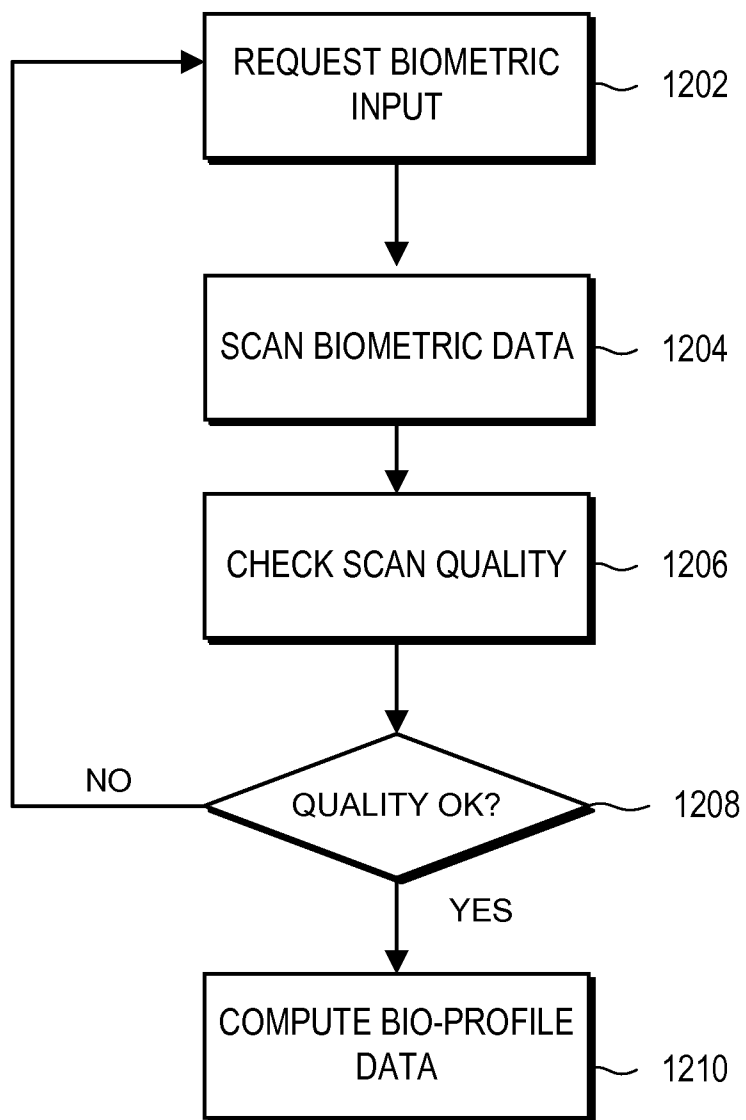 REQUEST BIOMETRIC
INPUT
1202
SCAN BIOMETRIC DATA
1204
CHECK SCAN QUALITY
1206
NO
QUALITY OK?
1208
YES
COMPUTE BIO-PROFILE
DATA
1210